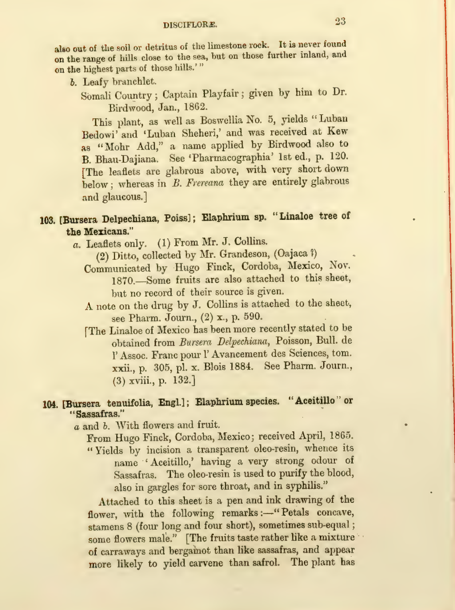 DISCIFLORÆ. 23
also out of the soil or detritus of the limestone rock. It is never found
on the range of hills close to the sea, but on those further inland, and
on the highest parts of those hills.'"
b. Leafy branchlet.
Somali Country; Captain Playfair; given by him to Dr.
Birdwood, Jan., 1862.
This plant, as well as Boswellia No. 5, yields "Luban
Bedowi' and 'Luban Sheheri,' and was received at Kew
as "Mohr Add," a name applied by Birdwood also to
B. Bhau-Dajiana. See 'Pharmacographia' 1st ed., p. 120.
[The leaflets are glabrous above, with very short down
below; whereas in B. Frereana they are entirely glabrous
and glaucous.]
103. [Bursera Delpechiana, Poiss]; Elaphrium sp. "Linaloe tree of
the Mexicans."
a. Leaflets only. (1) From Mr. J. Collins.
(2) Ditto, collected by Mr. Grandeson, (Oajaca?)
Communicated by Hugo Finck, Cordoba, Mexico, Nov.
1870.—Some fruits are also attached to this sheet,
but no record of their source is given.
A note on the drug by J. Collins is attached to the sheet,
see Pharm. Journ., (2) x., p. 590.
[The Linaloe of Mexico has been more recently stated to be
obtained from Bursera Delpechiana, Poisson, Bull. de
l' Assoc. Franc pour l' Avancement des Sciences, tom.
xxii., p. 305, pl. x. Blois 1884. See Pharm. Journ.,
(3) xviii., p. 132.]
104. [Bursera tenuifolia, Engl.]; Elaphrium species. "Aceitillo" or
"Sassafras."
a and b. With flowers and fruit.
From Hugo Finck, Cordoba, Mexico; received April, 1865.
"Yields by incision a transparent oleo-resin, whence its
name 'Aceitillo,' having a very strong odour of
Sassafras. The oleo-resin is used to purify the blood,
also in gargles for sore throat, and in syphilis."
Attached to this sheet is a pen and ink drawing of the
flower, with the following remarks:—"Petals concave,
stamens 8 (four long and four short), sometimes sub-equal;
some flowers male." [The fruits taste rather like a mixture
of carraways and bergamot than like sassafras, and appear
more likely to yield carvene than safrol. The plant has